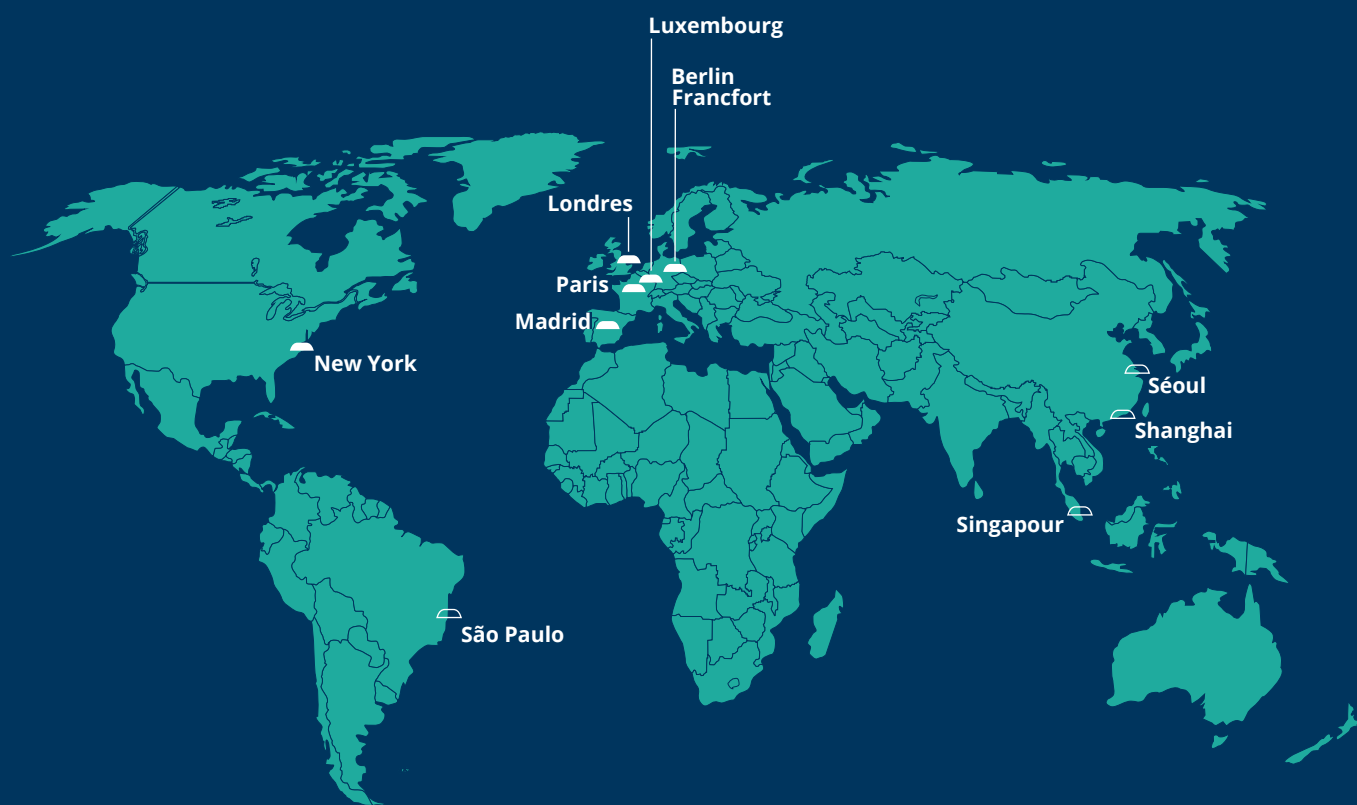 Luxembourg
Berlin
Francfort
Londres
Paris
Madrid
New York
Séoul
Shanghai
Singapour
São Paulo